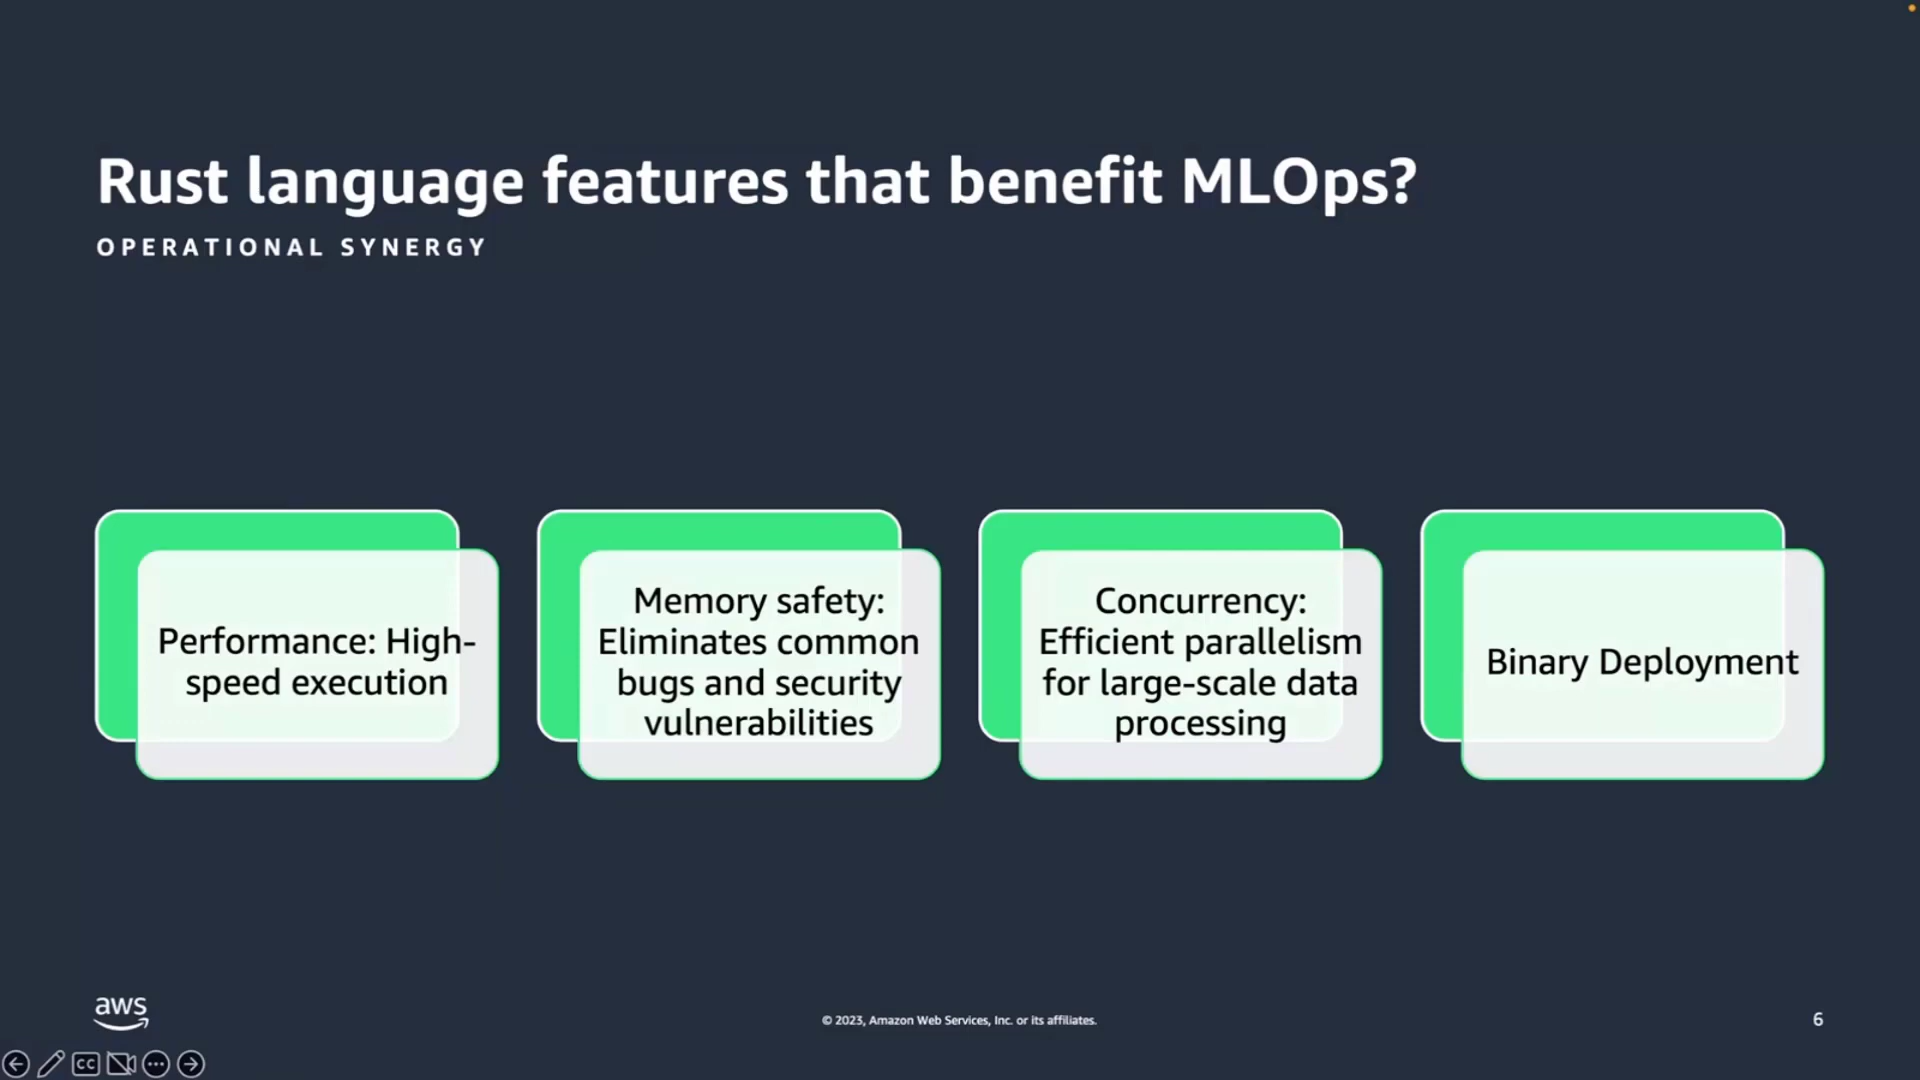 Rust language features that benefit MLOps?
OPERATIONAL SYNERGY
Performance: High-
speed execution
Memory safety:
Eliminates common
bugs and security
vulnerabilities
Concurrency:
Efficient parallelism
for large-scale data
processing
Binary Deployment
aws
© 2023, Amazon Web Services, Inc. or its affiliates.
6
CC